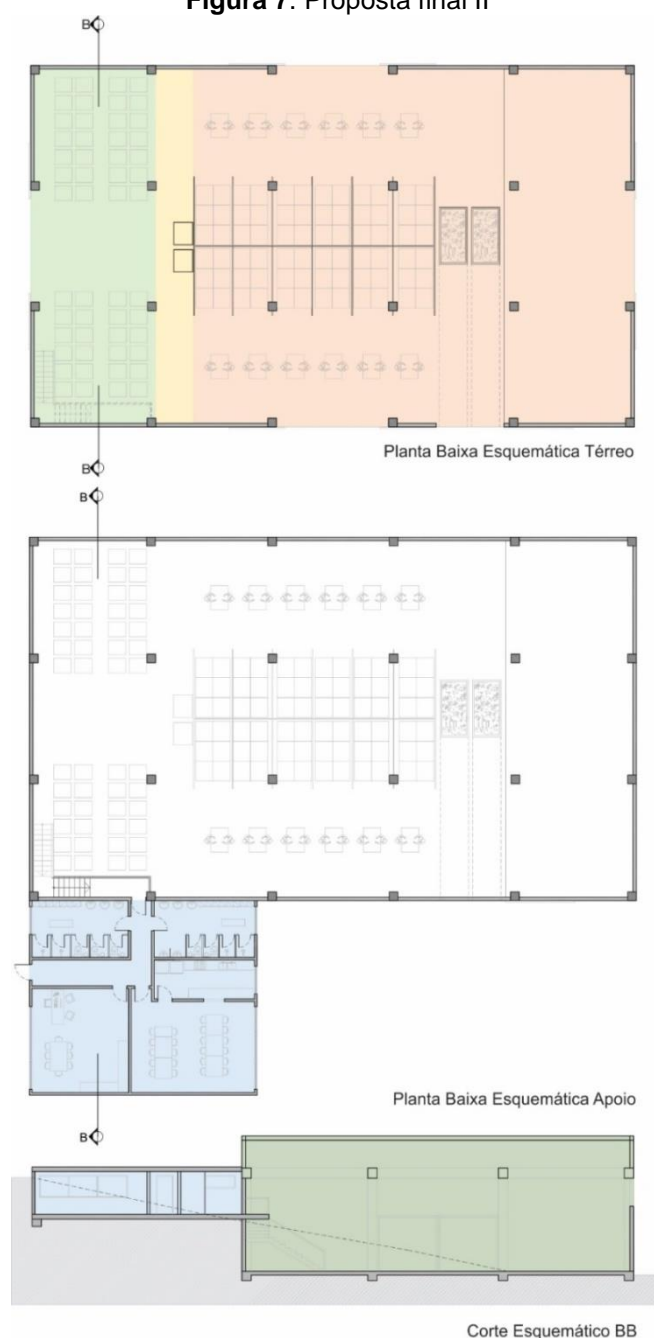 Figura 7. Proposta final II
B
Planta Baixa Esquemática Térreo
B
B
Planta Baixa Esquemática Apoio
B
Corte Esquemático BB